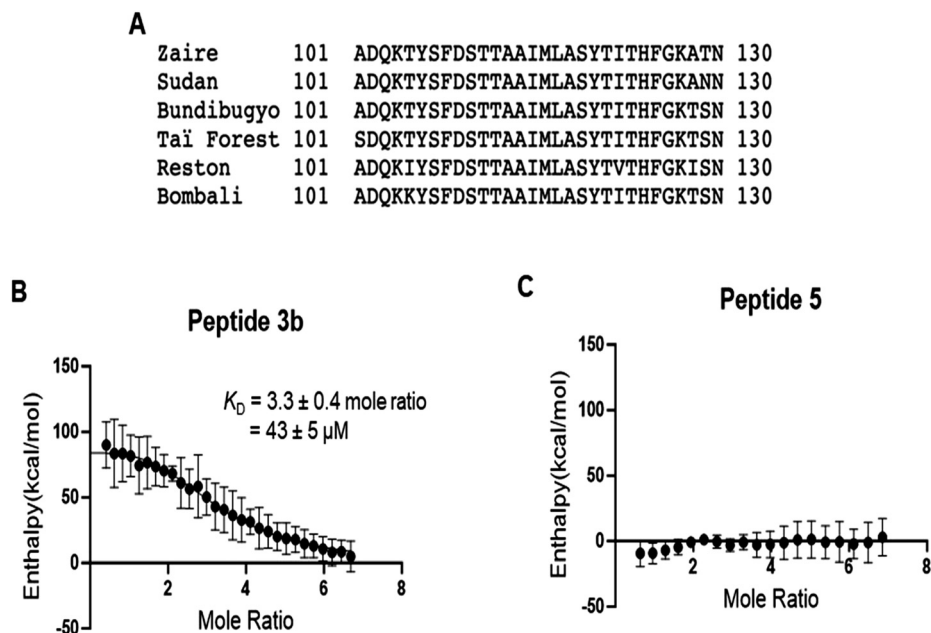 A
Zaire 101 ADQKTYSFDSTTAAIMLASYTITHFGKATN 130
Sudan 101 ADQKTYSFDSTTAAIMLASYTITHFGKANN 130
Bundibugyo 101 ADQKTYSFDSTTAAIMLASYTITHFGKTSN 130
Taï Forest 101 SDQKTYSFDSTTAAIMLASYTITHFGKTSN 130
Reston 101 ADQKIYSFDSTTAAIMLASYTVTHFGKISN 130
Bombali 101 ADQKKYSFDSTTAAIMLASYTITHFGKTSN 130
B
Peptide 3b
Enthalpy(kcal/mol)
150
100
50
0
-50
K_D = 3.3 ± 0.4 mole ratio
= 43 ± 5 µM
2 4 6 8
Mole Ratio
C
Peptide 5
Enthalpy(kcal/mol)
150
100
50
0
-50
2 4 6 8
Mole Ratio